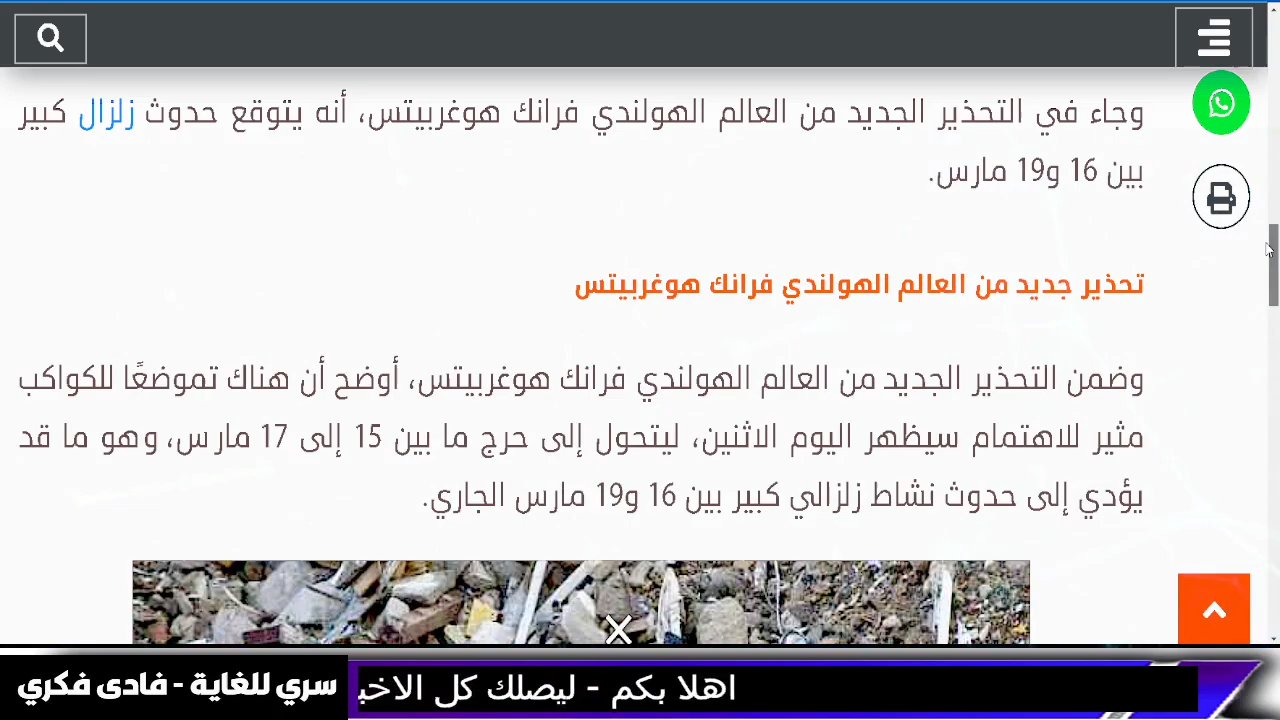 وجاء في التحذير الجديد من العالم الهولندي فرانك هوغربيتس، أنه يتوقع حدوث زلزال كبير
بين 16 و19 مارس.
تحذير جديد من العالم الهولندي فرانك هوغربيتس
وضمن التحذير الجديد من العالم الهولندي فرانك هوغربيتس، أوضح أن هناك تموضعًا للكواكب
مثير للاهتمام سيظهر اليوم الاثنين، ليتحول إلى حرج ما بين 15 إلى 17 مارس، وهو ما قد
يؤدي إلى حدوث نشاط زلزالي كبير بين 16 و19 مارس الجاري.
اهلا بكم - ليصلك كل الاخب
سري للغاية - فادى فكري